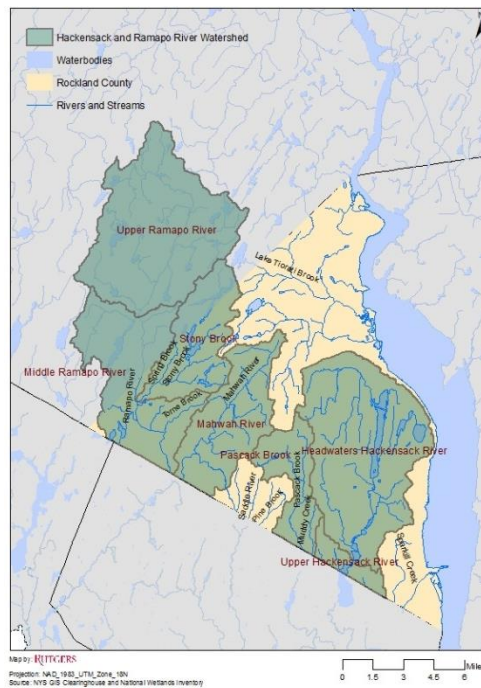 Hackensack and Ramapo River Watershed
Waterbodies
Rockland County
Rivers and Streams
Upper Ramapo River
Lake Tiorati Brook
Stony Brook
Stony Brook
Middle Ramapo River
Ramapo River
Torne Brook
Mahwah River
Mahwah River
Pascack Brook
Headwaters Hackensack River
Pascack Brook
Saddle River
Pine Brook
Muddy Creek
Upper Hackensack River
Sparkill Creek
Map by: RUTGERS
Projection: NAD_1983_UTM_Zone_18N
Source: NYS GIS Clearinghouse and National Wetlands Inventory
0 1.5 3 4.5 6
Mile